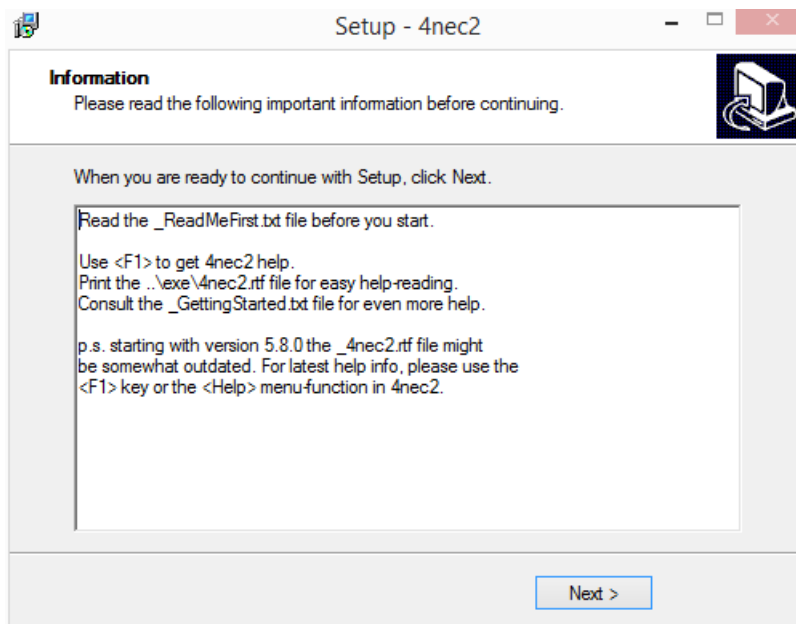 Setup - 4nec2
Information
Please read the following important information before continuing.
When you are ready to continue with Setup, click Next.
Read the _ReadMeFirst.txt file before you start.
Use <F1> to get 4nec2 help.
Print the ..\exe\4nec2.rtf file for easy help-reading.
Consult the _GettingStarted.txt file for even more help.
p.s. starting with version 5.8.0 the _4nec2.rtf file might
be somewhat outdated. For latest help info, please use the
<F1> key or the <Help> menu-function in 4nec2.
Next >